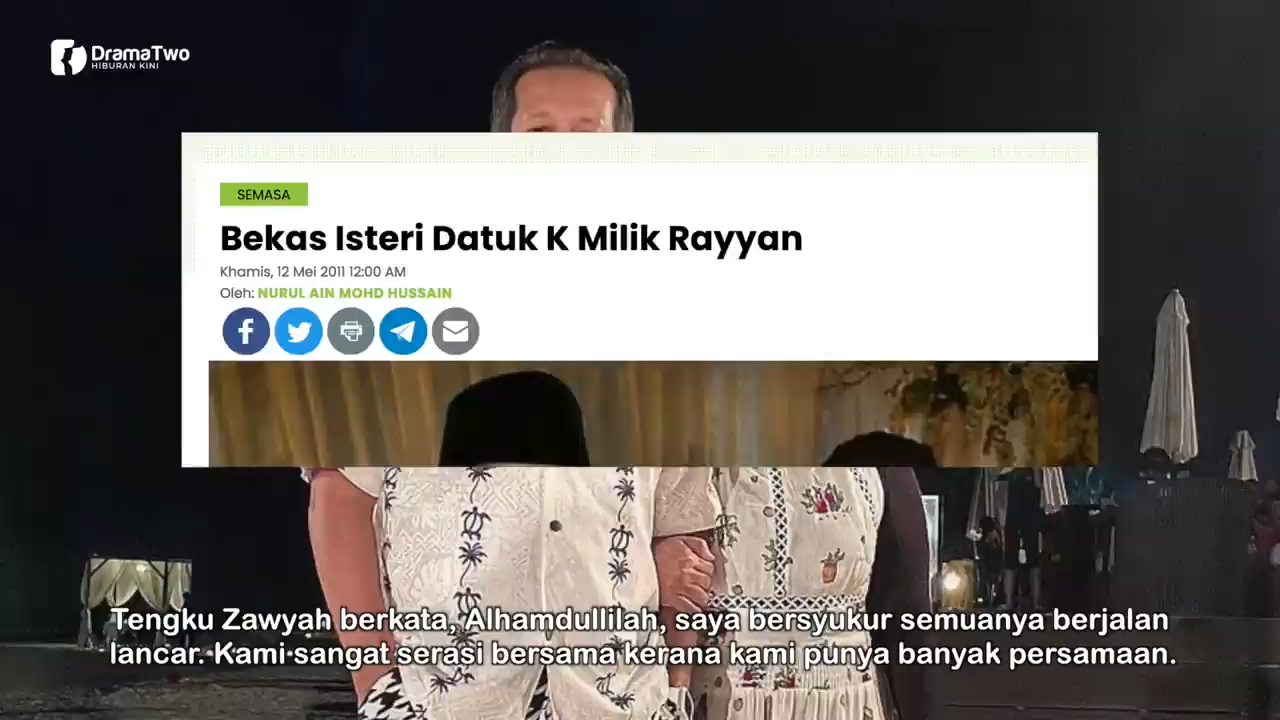 DramaTwo
HIBURAN KINI
SEMASA
Bekas Isteri Datuk K Milik Rayyan
Khamis, 12 Mei 2011 12:00 AM
Oleh: NURUL AIN MOHD HUSSAIN
Tengku Zawyah berkata, Alhamdullilah, saya bersyukur semuanya berjalan
lancar. Kami sangat serasi bersama kerana kami punya banyak persamaan.